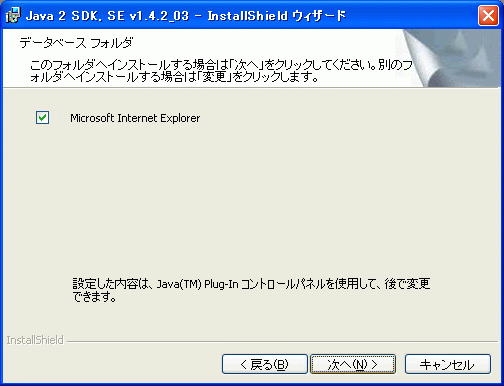 Java 2 SDK, SE v1.4.2_03 - InstallShield ウィザード
データベース フォルダ
このフォルダへインストールする場合は「次へ」をクリックしてください。別のフ
ォルダへインストールする場合は「変更」をクリックします。
Microsoft Internet Explorer
設定した内容は、Java(TM) Plug-In コントロールパネルを使用して、後で変更
できます。
InstallShield
< 戻る(B) 次へ(N) > キャンセル